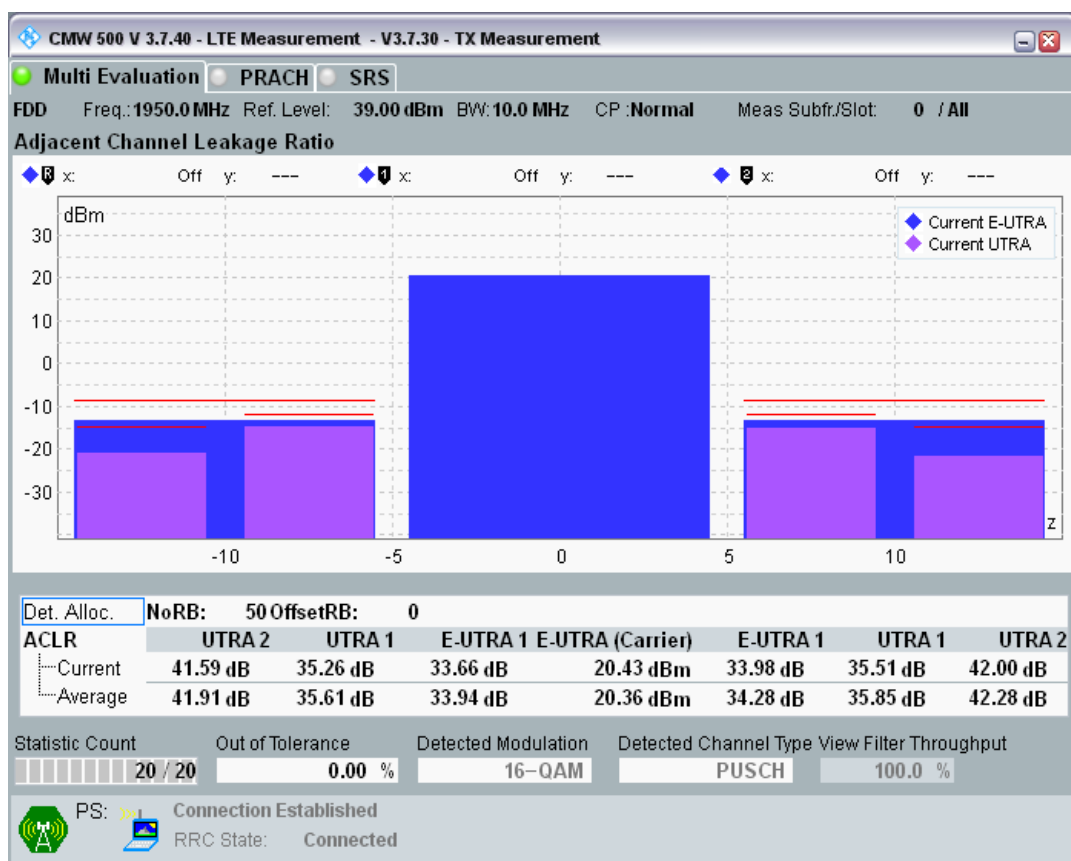 CMW 500 V 3.7.40 - LTE Measurement - V3.7.30 - TX Measurement
Multi Evaluation PRACH SRS
FDD Freq.: 1950.0 MHz Ref. Level: 39.00 dBm BW: 10.0 MHz CP :Normal Meas Subfr./Slot: 0 / All
Adjacent Channel Leakage Ratio
R x: Off y: --- 1 x: Off y: --- 2 x: Off y: ---
dBm
Current E-UTRA
Current UTRA
30
20
10
0
-10
-20
-30
z
-10 -5 0 5 10
Det. Alloc. NoRB: 50 OffsetRB: 0
ACLR UTRA 2 UTRA 1 E-UTRA 1 E-UTRA (Carrier) E-UTRA 1 UTRA 1 UTRA 2
Current 41.59 dB 35.26 dB 33.66 dB 20.43 dBm 33.98 dB 35.51 dB 42.00 dB
Average 41.91 dB 35.61 dB 33.94 dB 20.36 dBm 34.28 dB 35.85 dB 42.28 dB
Statistic Count Out of Tolerance Detected Modulation Detected Channel Type View Filter Throughput
20 / 20 0.00 % 16-QAM PUSCH 100.0 %
PS: Connection Established
RRC State: Connected